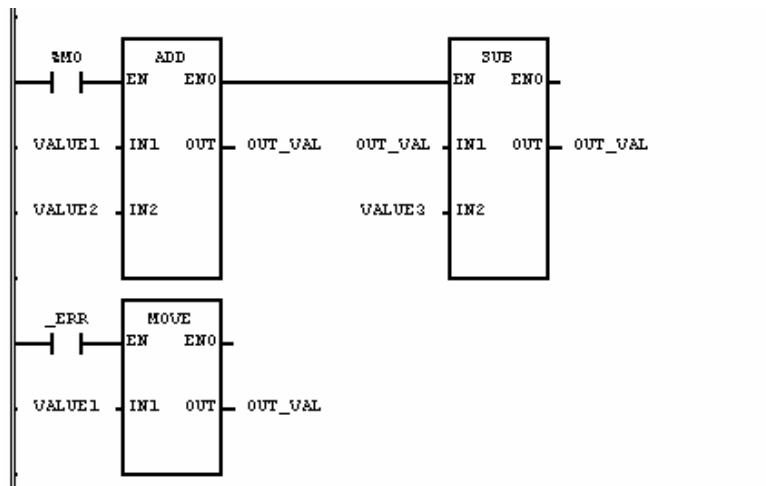 %M0 ADD SUB
EN ENO EN ENO
VALUE1 IN1 OUT OUT_VAL OUT_VAL IN1 OUT OUT_VAL
VALUE2 IN2 VALUE3 IN2
_ERR MOVE
EN ENO
VALUE1 IN1 OUT OUT_VAL